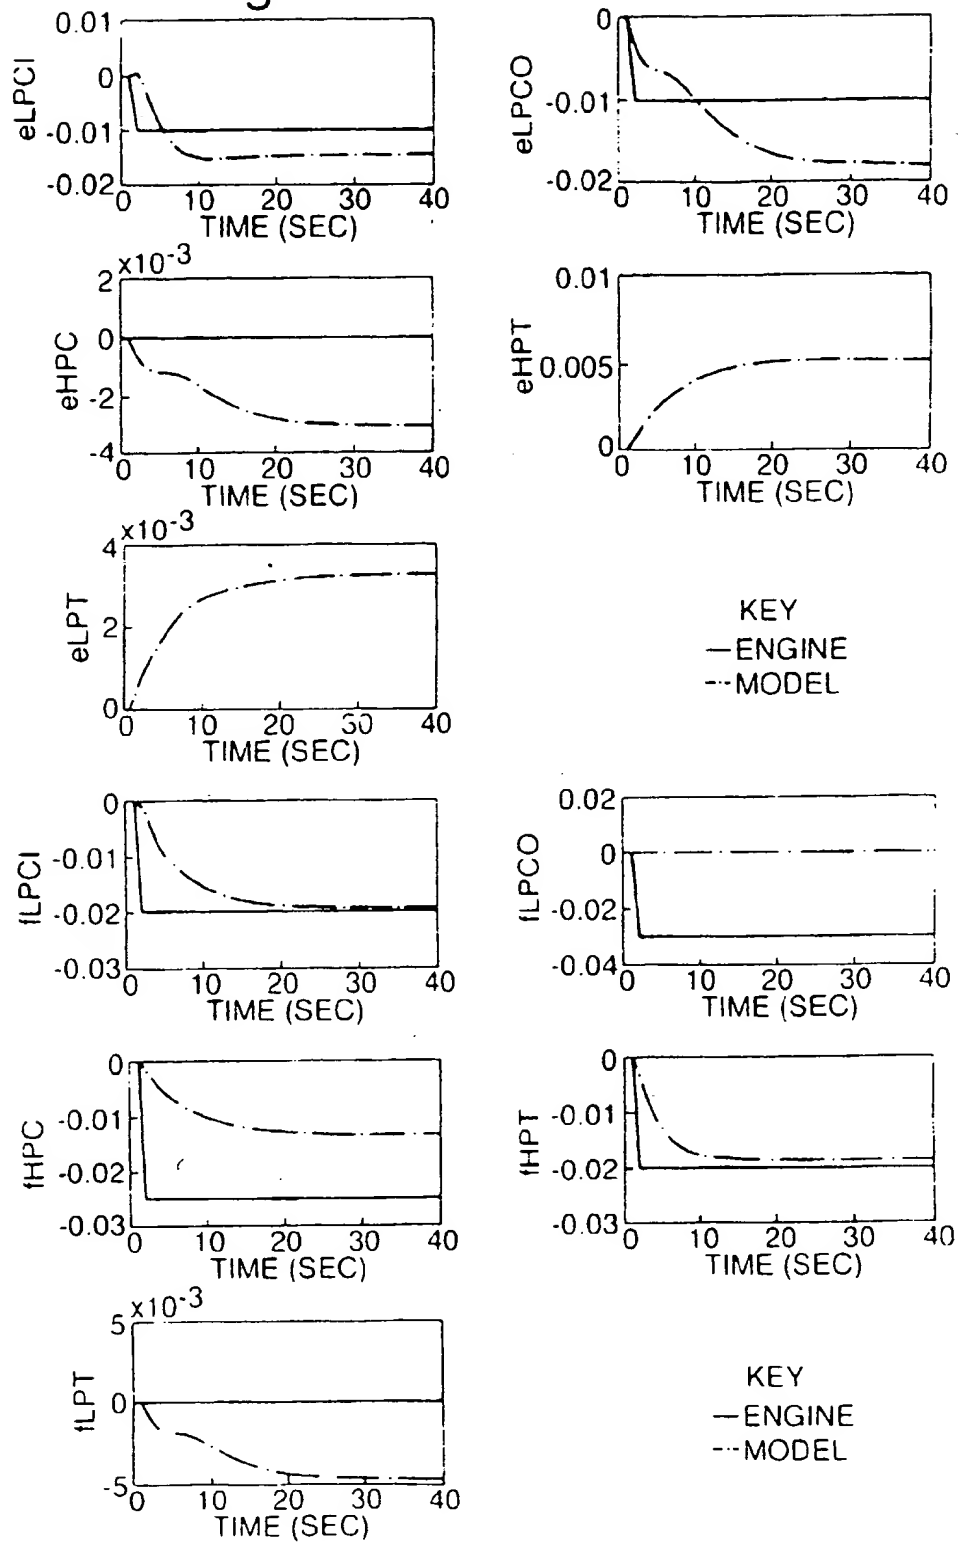 g
0.01
0
-0.01
-0.02
eLPCI
0 10 20 30 40
TIME (SEC)
0
-0.01
-0.02
eLPCO
0 10 20 30 40
TIME (SEC)
x10-3
2
0
-2
-4
eHPC
0 10 20 30 40
TIME (SEC)
0.01
0.005
0
eHPT
0 10 20 30 40
TIME (SEC)
x10-3
4
2
0
eLPT
0 10 20 30 40
TIME (SEC)
KEY
—ENGINE
-·-MODEL
0
-0.01
-0.02
-0.03
fLPCI
0 10 20 30 40
TIME (SEC)
0.02
0
-0.02
-0.04
fLPCO
0 10 20 30 40
TIME (SEC)
0
-0.01
-0.02
-0.03
fHPC
0 10 20 30 40
TIME (SEC)
0
-0.01
-0.02
-0.03
fHPT
0 10 20 30 40
TIME (SEC)
x10-3
5
0
-5
fLPT
0 10 20 30 40
TIME (SEC)
KEY
—ENGINE
-·-MODEL